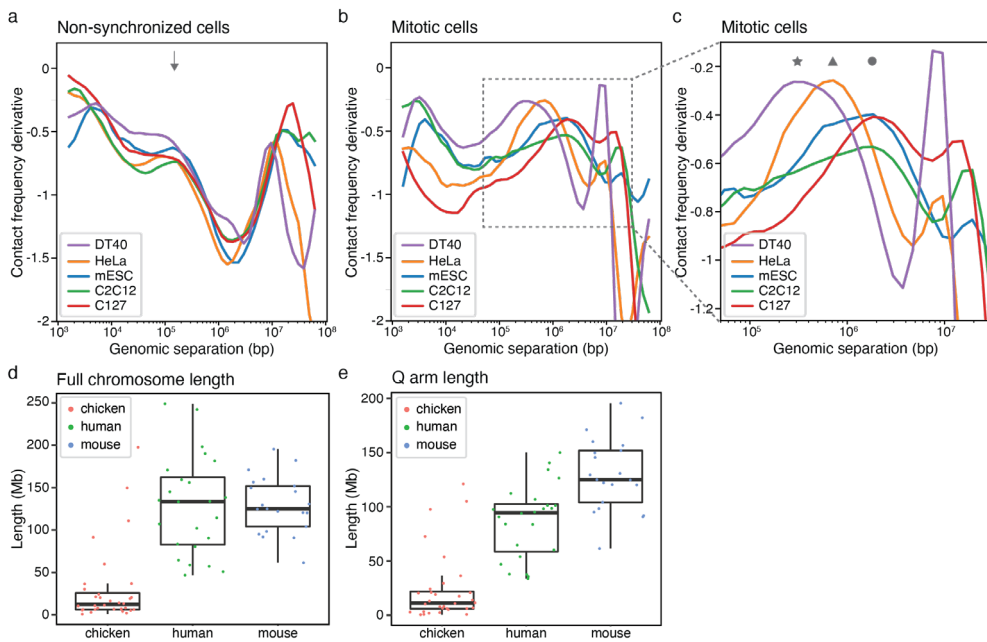 a
Non-synchronized cells
Contact frequency derivative
0
-0.5
-1
-1.5
-2
DT40
HeLa
mESC
C2C12
C127
10³ 10⁴ 10⁵ 10⁶ 10⁷ 10⁸
Genomic separation (bp)
b
Mitotic cells
Contact frequency derivative
0
-0.5
-1
-1.5
-2
DT40
HeLa
mESC
C2C12
C127
10³ 10⁴ 10⁵ 10⁶ 10⁷ 10⁸
Genomic separation (bp)
c
Mitotic cells
Contact frequency derivative
-0.2
-0.4
-0.6
-0.8
-1
-1.2
DT40
HeLa
mESC
C2C12
C127
10⁵ 10⁶ 10⁷
Genomic separation (bp)
d
Full chromosome length
Length (Mb)
250
200
150
100
50
0
chicken
human
mouse
chicken human mouse
e
Q arm length
Length (Mb)
200
150
100
50
0
chicken
human
mouse
chicken human mouse